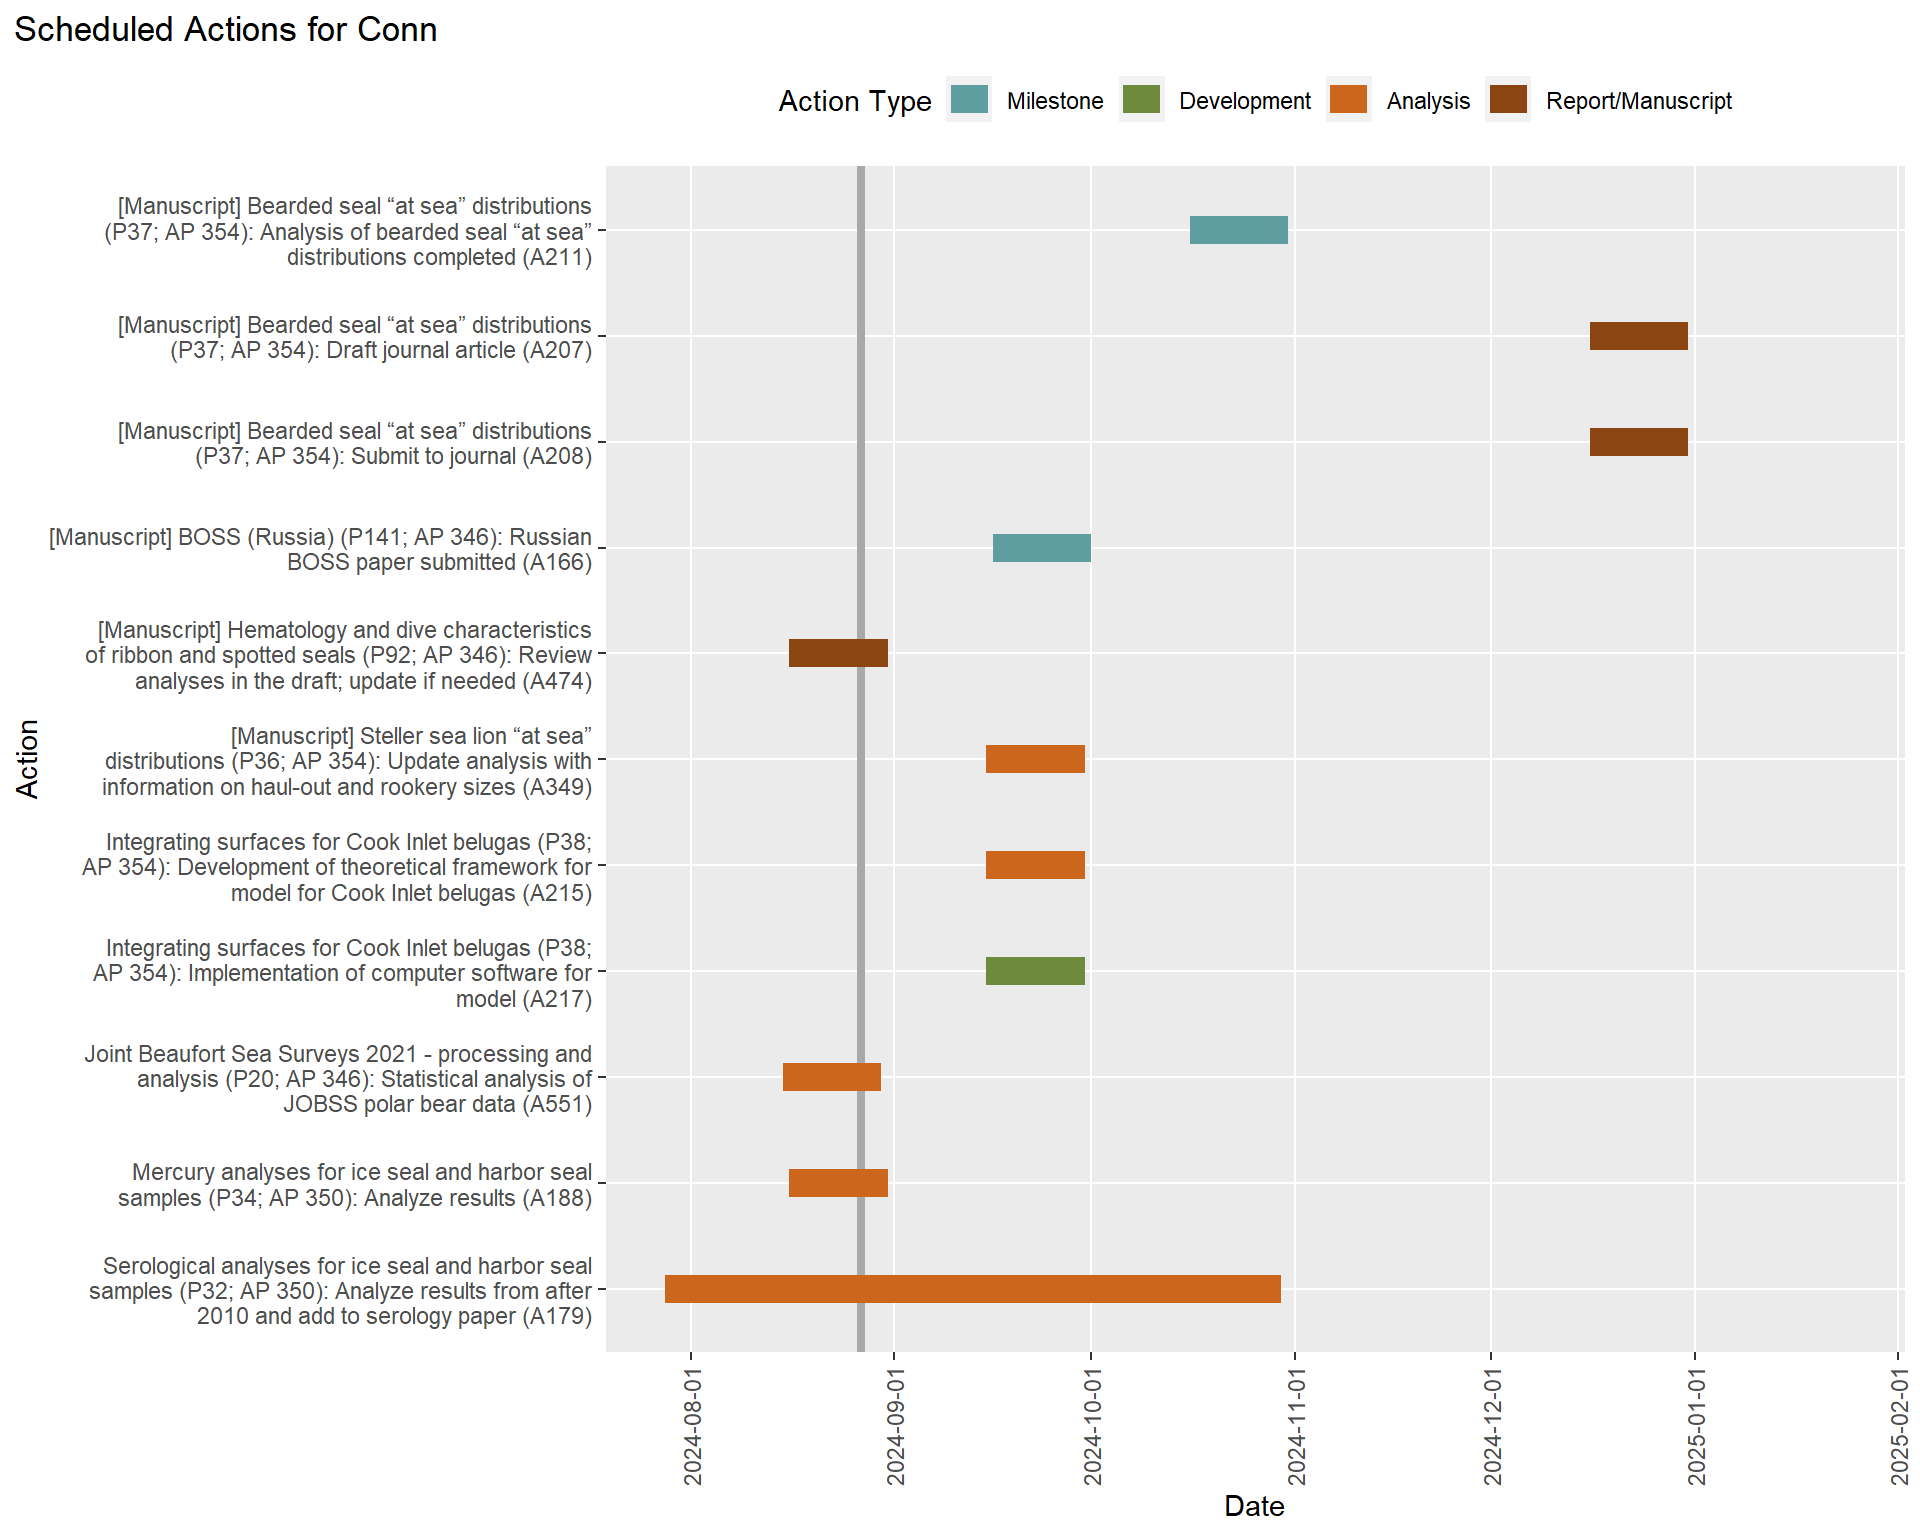 Scheduled Actions for Conn
Action Type
Milestone
Development
Analysis
Report/Manuscript
[Manuscript] Bearded seal “at sea” distributions
(P37; AP 354): Analysis of bearded seal “at sea”
distributions completed (A211)
[Manuscript] Bearded seal “at sea” distributions
(P37; AP 354): Draft journal article (A207)
[Manuscript] Bearded seal “at sea” distributions
(P37; AP 354): Submit to journal (A208)
[Manuscript] BOSS (Russia) (P141; AP 346): Russian
BOSS paper submitted (A166)
[Manuscript] Hematology and dive characteristics
of ribbon and spotted seals (P92; AP 346): Review
analyses in the draft; update if needed (A474)
[Manuscript] Steller sea lion “at sea”
distributions (P36; AP 354): Update analysis with
information on haul-out and rookery sizes (A349)
Integrating surfaces for Cook Inlet belugas (P38;
AP 354): Development of theoretical framework for
model for Cook Inlet belugas (A215)
Integrating surfaces for Cook Inlet belugas (P38;
AP 354): Implementation of computer software for
model (A217)
Joint Beaufort Sea Surveys 2021 - processing and
analysis (P20; AP 346): Statistical analysis of
JOBSS polar bear data (A551)
Mercury analyses for ice seal and harbor seal
samples (P34; AP 350): Analyze results (A188)
Serological analyses for ice seal and harbor seal
samples (P32; AP 350): Analyze results from after
2010 and add to serology paper (A179)
Action
2024-08-01
2024-09-01
2024-10-01
2024-11-01
2024-12-01
2025-01-01
2025-02-01
Date